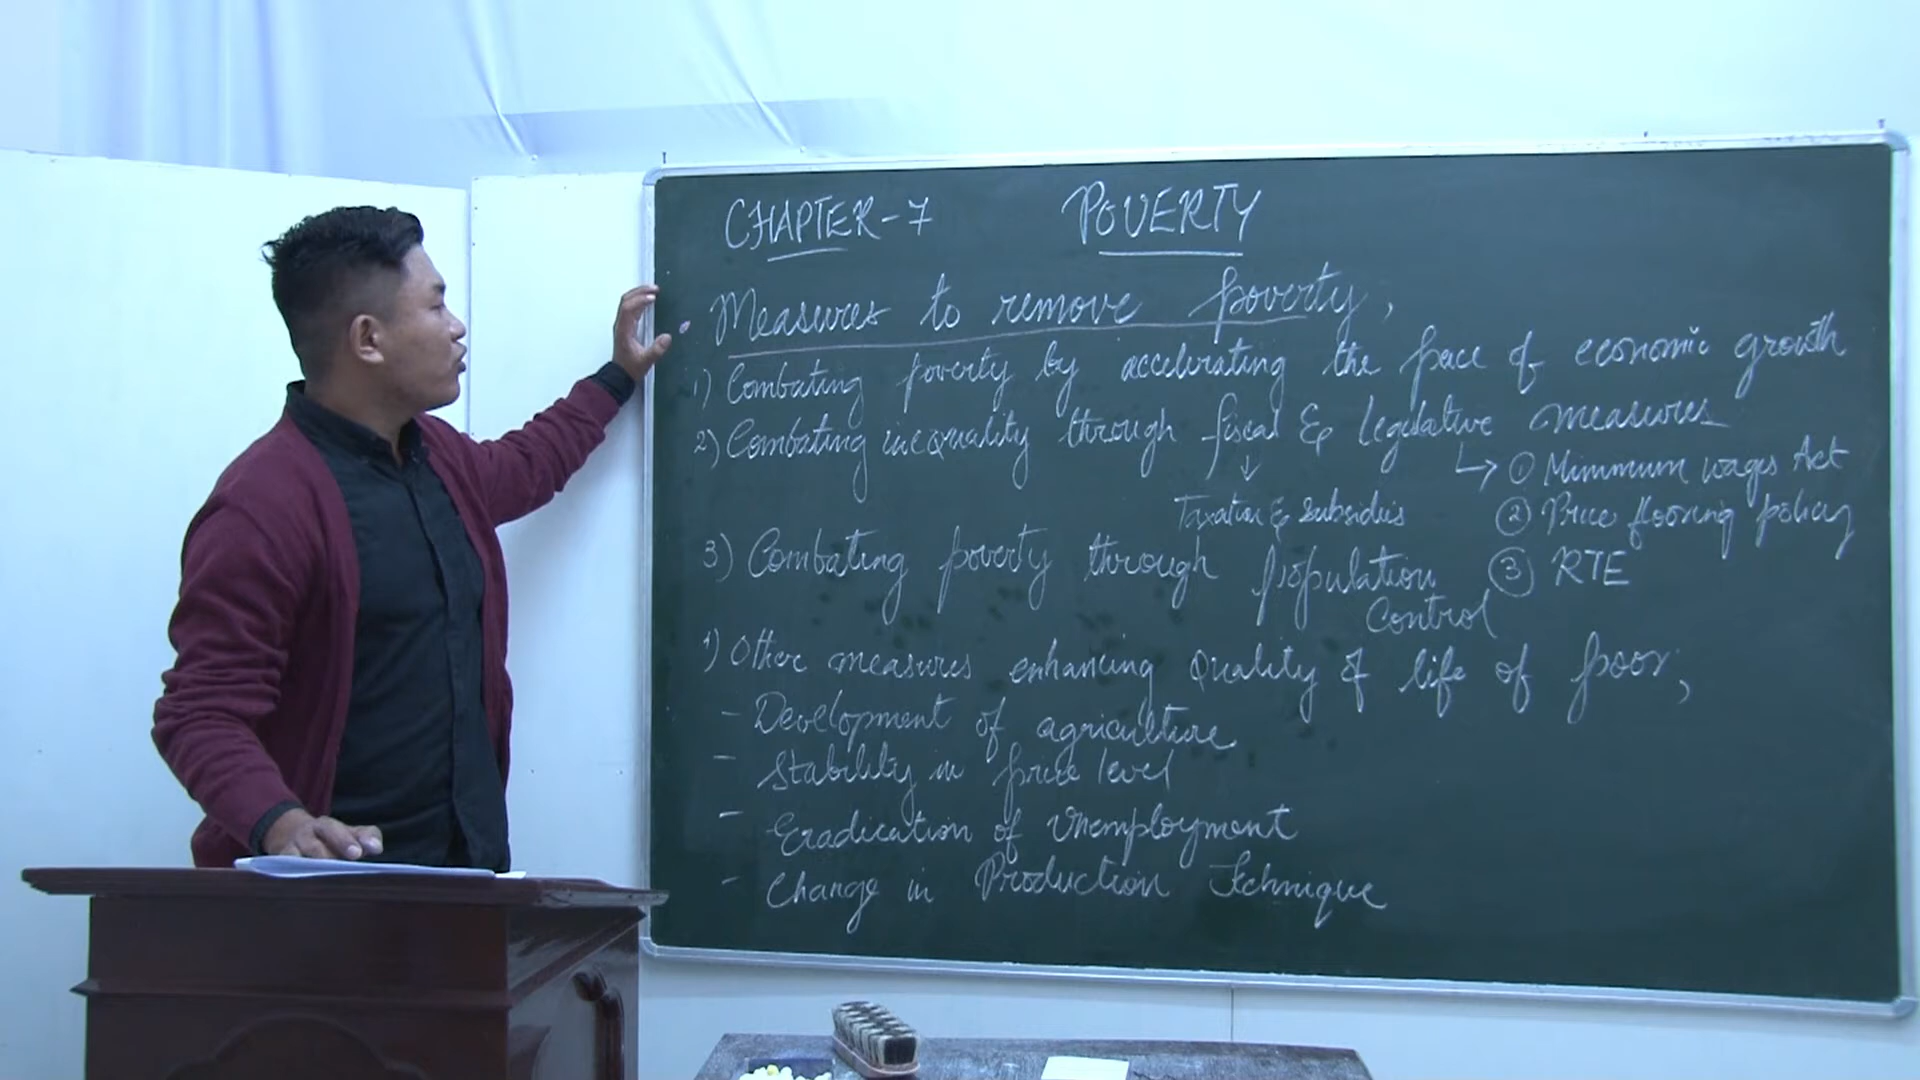 CHAPTER-7 POVERTY
Measures to remove poverty,
1) Combating poverty by accelerating the pace of economic growth
2) Combating inequality through fiscal & legislative measures
↓ ↳ ① Minimum wages Act
Taxation & Subsidies ② Price flooring policy
3) Combating poverty through population ③ RTE
Control
4) Other measures enhancing quality of life of poor;
- Development of agriculture
- Stability in price level
- Eradication of Unemployment
- Change in Production Technique